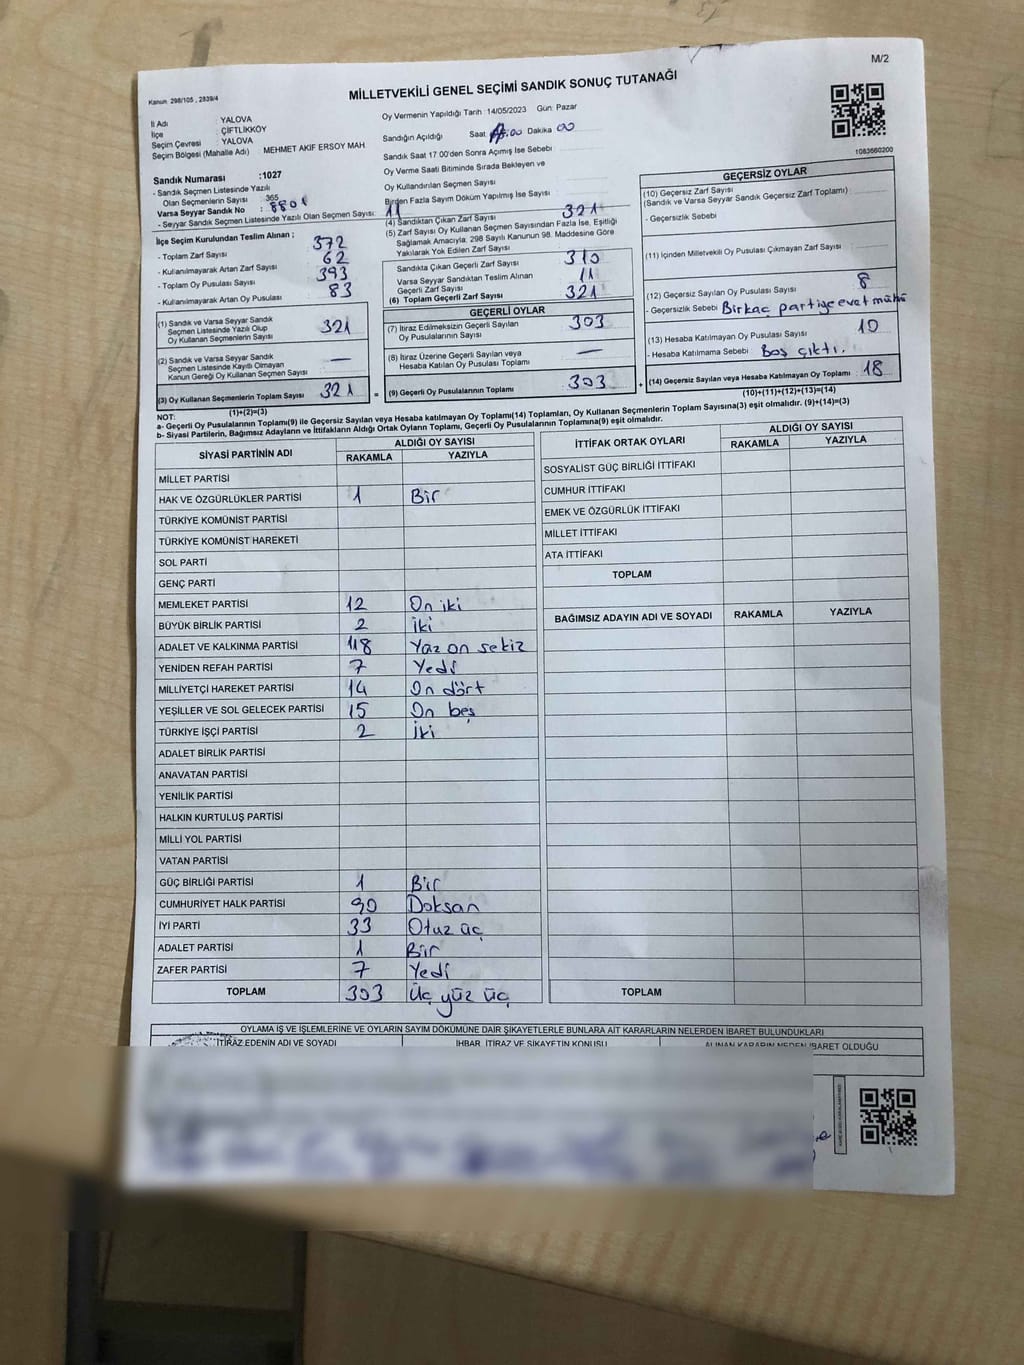 M/2
MİLLETVEKİLİ GENEL SEÇİMİ SANDIK SONUÇ TUTANAĞI
Kanun 298/105 , 2839/4
İl Adı : YALOVA
İlçe : ÇİFTLİKKÖY
Seçim Çevresi : YALOVA
Seçim Bölgesi (Mahalle Adı) : MEHMET AKİF ERSOY MAH
Sandık Numarası :1027
- Sandık Seçmen Listesinde Yazılı
Olan Seçmenlerin Sayısı : 365
Varsa Seyyar Sandık No : 8801
- Seyyar Sandık Seçmen Listesinde Yazılı Olan Seçmen Sayısı: 11
İlçe Seçim Kurulundan Teslim Alınan ;
- Toplam Zarf Sayısı 372
- Kullanılmayarak Artan Zarf Sayısı 62
- Toplam Oy Pusulası Sayısı 393
- Kullanılmayarak Artan Oy Pusulası 83
(1) Sandık ve Varsa Seyyar Sandık
Seçmen Listesinde Yazılı Olup
Oy Kullanan Seçmenlerin Sayısı 321
(2) Sandık ve Varsa Seyyar Sandık
Seçmen Listesinde Kayıtlı Olmayan
Kanun Gereği Oy Kullanan Seçmen Sayısı —
(3) Oy Kullanan Seçmenlerin Toplam Sayısı 321
(1)+(2)=(3)
Oy Vermenin Yapıldığı Tarih : 14/05/2023 Gün: Pazar
Sandığın Açıldığı Saat :00 Dakika 00
Sandık Saat 17 00'den Sonra Açılmış İse Sebebi
Oy Verme Saati Bitiminde Sırada Bekleyen ve
Oy Kullandırılan Seçmen Sayısı
Birden Fazla Sayım Döküm Yapılmış İse Sayısı
(4) Sandıktan Çıkan Zarf Sayısı 321
(5) Zarf Sayısı Oy Kullanan Seçmen Sayısından Fazla İse, Eşitliği
Sağlamak Amacıyla, 298 Sayılı Kanunun 98. Maddesine Göre
Yakılarak Yok Edilen Zarf Sayısı
Sandıkta Çıkan Geçerli Zarf Sayısı 310
Varsa Seyyar Sandıktan Teslim Alınan
Geçerli Zarf Sayısı 11
(6) Toplam Geçerli Zarf Sayısı 321
GEÇERLİ OYLAR
(7) İtiraz Edilmeksizin Geçerli Sayılan
Oy Pusulalarının Sayısı 303
(8) İtiraz Üzerine Geçerli Sayılan veya
Hesaba Katılan Oy Pusulası Toplamı —
= (9) Geçerli Oy Pusulalarının Toplamı 303 +
1083660200
GEÇERSİZ OYLAR
(10) Geçersiz Zarf Sayısı
(Sandık ve Varsa Seyyar Sandık Geçersiz Zarf Toplamı)
- Geçersizlik Sebebi
(11) İçinden Milletvekili Oy Pusulası Çıkmayan Zarf Sayısı
(12) Geçersiz Sayılan Oy Pusulası Sayısı 8
- Geçersizlik Sebebi Birkaç partiye evet mührü
(13) Hesaba Katılmayan Oy Pusulası Sayısı 10
- Hesaba Katılmama Sebebi Boş çıktı.
(14) Geçersiz Sayılan veya Hesaba Katılmayan Oy Toplamı 18
(10)+(11)+(12)+(13)=(14)
NOT:
a- Geçerli Oy Pusulalarının Toplamı(9) ile Geçersiz Sayılan veya Hesaba katılmayan Oy Toplamı(14) Toplamları, Oy Kullanan Seçmenlerin Toplam Sayısına(3) eşit olmalıdır. (9)+(14)=(3)
b- Siyasi Partilerin, Bağımsız Adayların ve İttifakların Aldığı Ortak Oyların Toplamı, Geçerli Oy Pusulalarının Toplamına(9) eşit olmalıdır.
SİYASİ PARTİNİN ADI ALDIĞI OY SAYISI
RAKAMLA YAZIYLA
MİLLET PARTİSİ
HAK VE ÖZGÜRLÜKLER PARTİSİ 1 Bir
TÜRKİYE KOMÜNİST PARTİSİ
TÜRKİYE KOMÜNİST HAREKETİ
SOL PARTİ
GENÇ PARTİ
MEMLEKET PARTİSİ 12 On iki
BÜYÜK BİRLİK PARTİSİ 2 iki
ADALET VE KALKINMA PARTİSİ 118 Yüz on sekiz
YENİDEN REFAH PARTİSİ 7 Yedi
MİLLİYETÇİ HAREKET PARTİSİ 14 On dört
YEŞİLLER VE SOL GELECEK PARTİSİ 15 On beş
TÜRKİYE İŞÇİ PARTİSİ 2 İki
ADALET BİRLİK PARTİSİ
ANAVATAN PARTİSİ
YENİLİK PARTİSİ
HALKIN KURTULUŞ PARTİSİ
MİLLİ YOL PARTİSİ
VATAN PARTİSİ
GÜÇ BİRLİĞİ PARTİSİ 1 Bir
CUMHURİYET HALK PARTİSİ 90 Doksan
İYİ PARTİ 33 Otuz üç
ADALET PARTİSİ 1 Bir
ZAFER PARTİSİ 7 Yedi
TOPLAM 303 Üç yüz üç
İTTİFAK ORTAK OYLARI ALDIĞI OY SAYISI
RAKAMLA YAZIYLA
SOSYALİST GÜÇ BİRLİĞİ İTTİFAKI
CUMHUR İTTİFAKI
EMEK VE ÖZGÜRLÜK İTTİFAKI
MİLLET İTTİFAKI
ATA İTTİFAKI
TOPLAM
BAĞIMSIZ ADAYIN ADI VE SOYADI RAKAMLA YAZIYLA
TOPLAM
OYLAMA İŞ VE İŞLEMLERİNE VE OYLARIN SAYIM DÖKÜMÜNE DAİR ŞİKAYETLERLE BUNLARA AİT KARARLARIN NELERDEN İBARET BULUNDUKLARI
İTİRAZ EDENİN ADI VE SOYADI İHBAR, İTİRAZ VE ŞİKAYETİN KONUSU ALINAN KARARIN NEDEN İBARET OLDUĞU